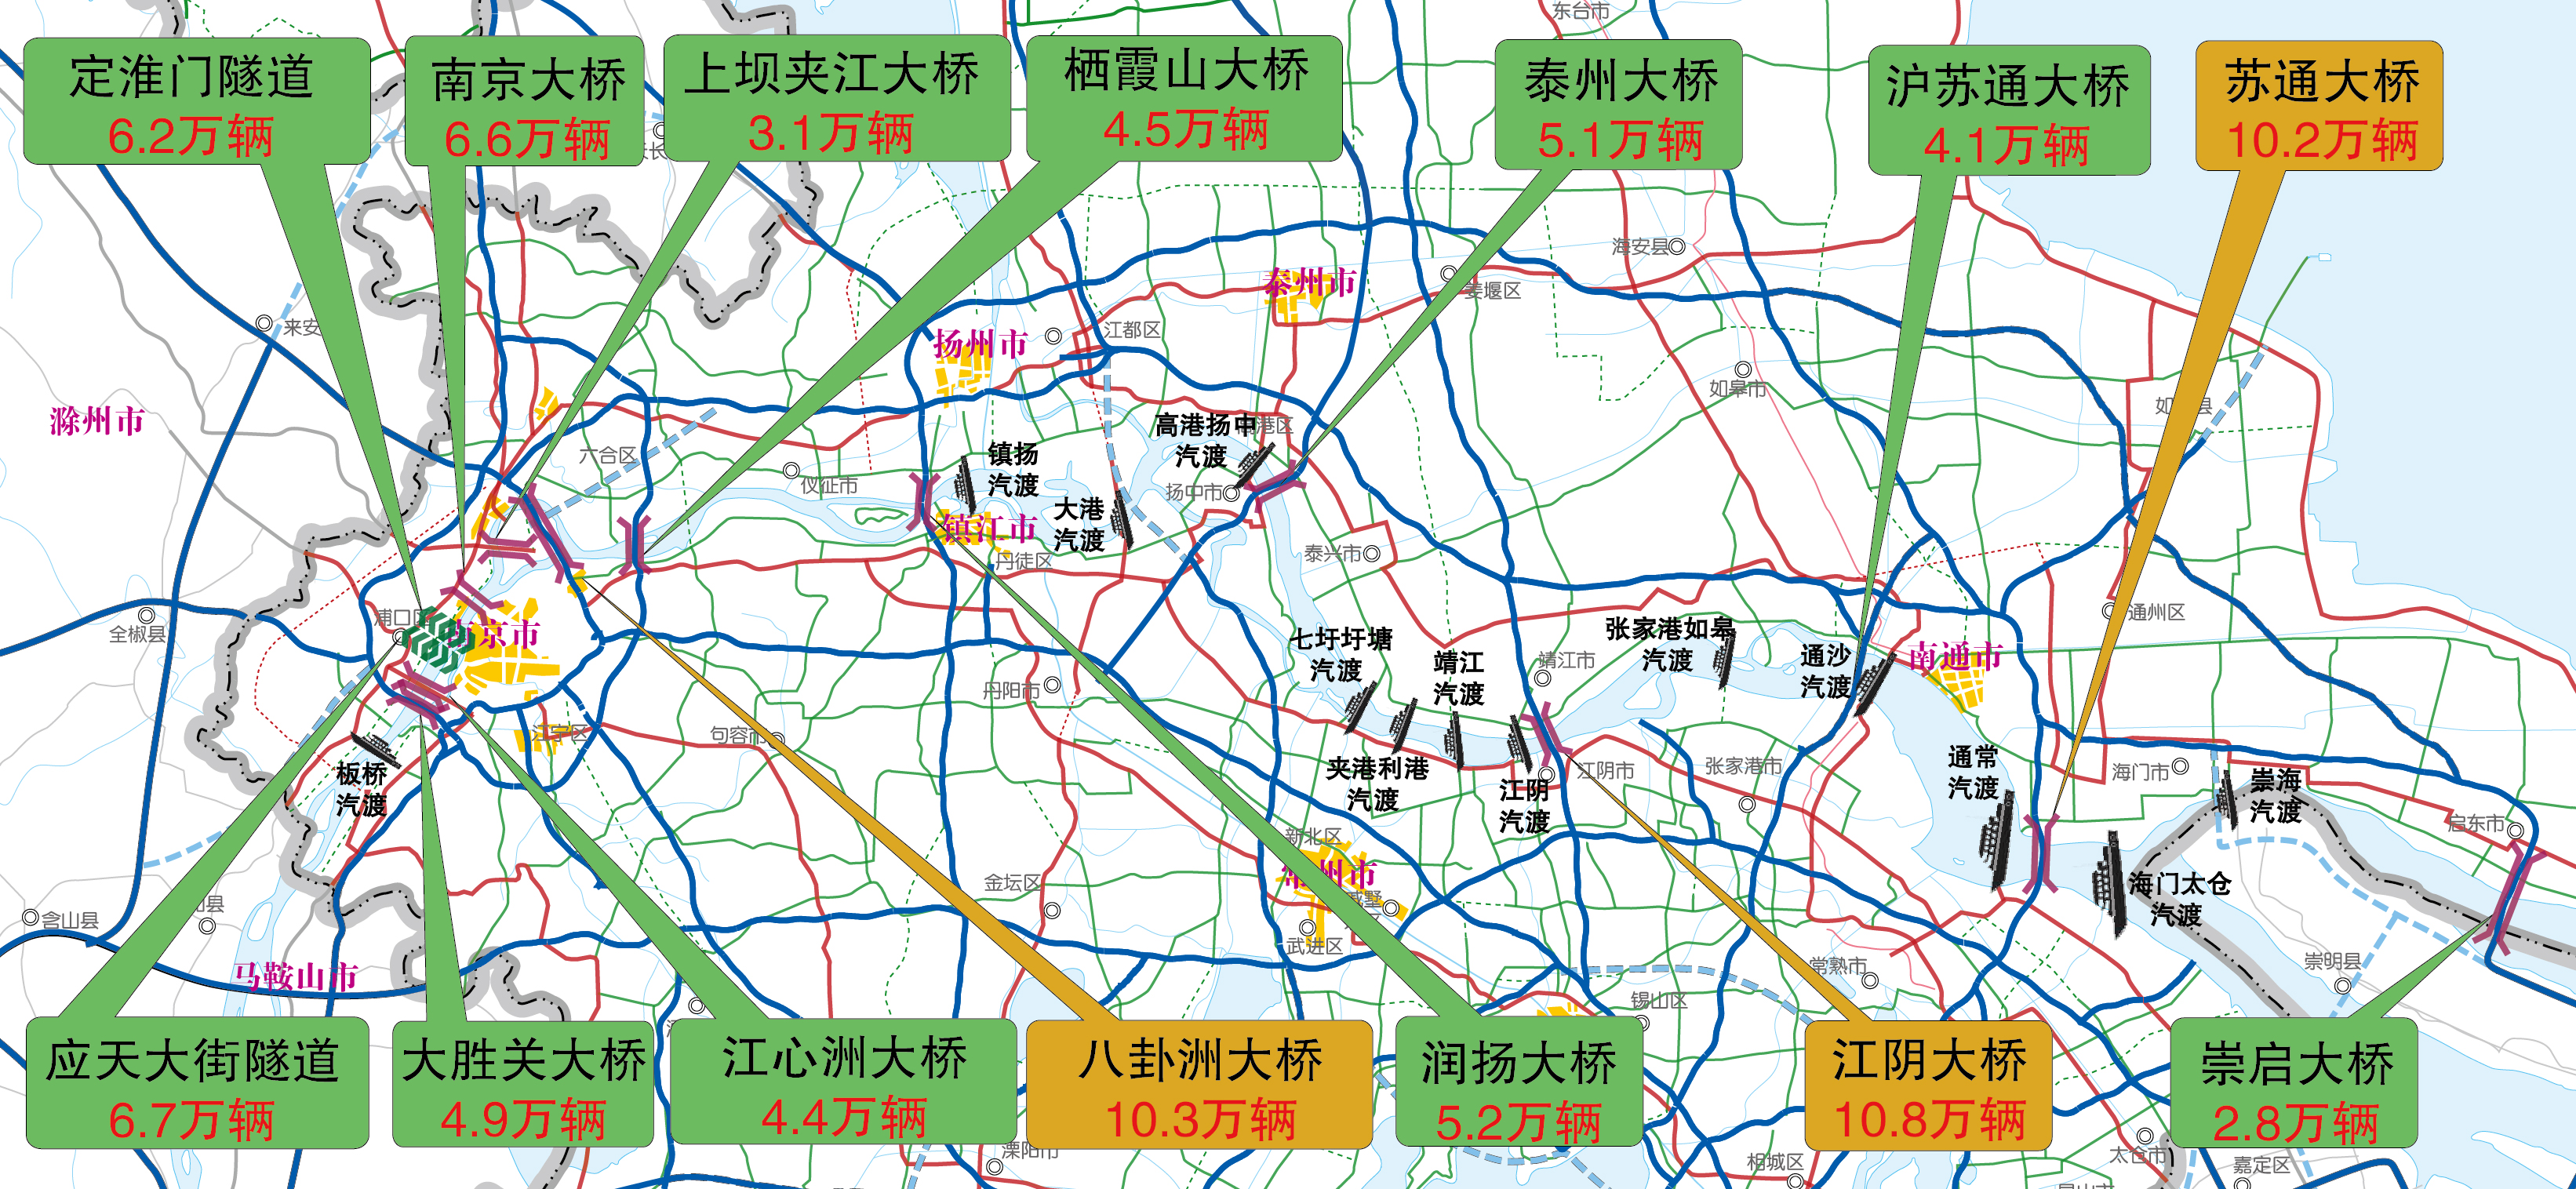 东台市
定淮门隧道
6.2万辆
南京大桥
6.6万辆
上坝夹江大桥
3.1万辆
栖霞山大桥
4.5万辆
泰州大桥
5.1万辆
沪苏通大桥
4.1万辆
苏通大桥
10.2万辆
海安县
泰州市
姜堰区
来安
扬州市
江都区
如皋市
滁州市
高港扬中
汽渡
港区
六合区
仪征市
镇扬
汽渡
扬中市
大港
汽渡
镇江市
丹徒区
泰兴市
浦口区
全椒县
京市
通州区
七圩圩塘
汽渡
张家港如皋
汽渡
靖江
汽渡
靖江市
通沙
汽渡
南通市
丹阳市
江宁区
句容市
板桥
汽渡
夹港利港
汽渡
江阴
汽渡
江阴市
张家港市
通常
汽渡
海门市
崇海
汽渡
启东市
新北区
常州市
金坛区
武进区
海门太仓
汽渡
含山县
马鞍山市
常熟市
锡山区
崇明县
应天大街隧道
6.7万辆
大胜关大桥
4.9万辆
江心洲大桥
4.4万辆
八卦洲大桥
10.3万辆
润扬大桥
5.2万辆
江阴大桥
10.8万辆
崇启大桥
2.8万辆
溧阳市
相城区
太仓市
嘉定区